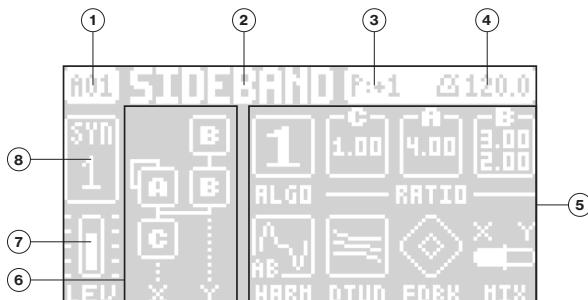 1 2 3 4
A01 SIDEBAND P:+1 120.0
SYN
1
B
A B
C
X Y
1
ALGO
C
1.00
A
4.00
B
3.00
2.00
RATIO
AB
HARM DTUN FDBK MIX
X Y
LEV
8
7
6
5